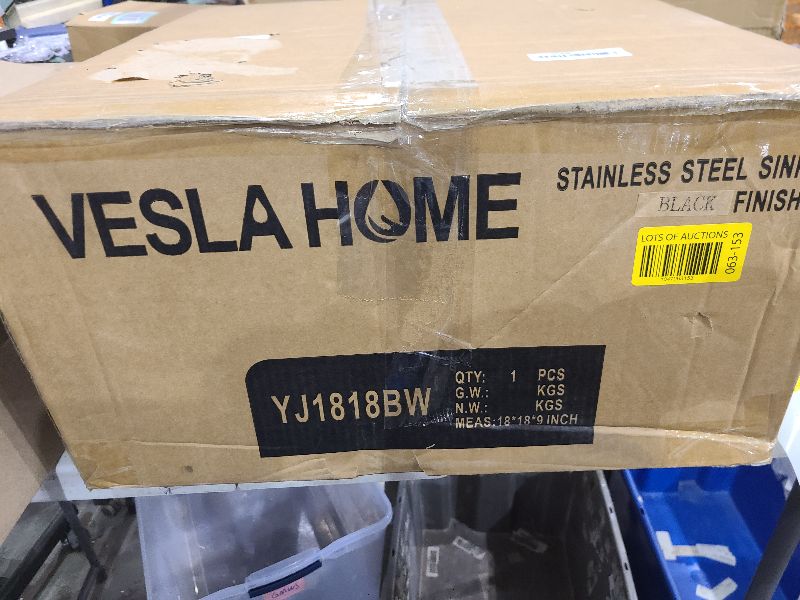 VESLA HOME
STAINLESS STEEL SINK
BLACK FINISH
LOTS OF AUCTIONS
063-153
YJ1818BW
QTY: 1 PCS
G.W.: KGS
N.W.: KGS
MEAS:18*18*9 INCH